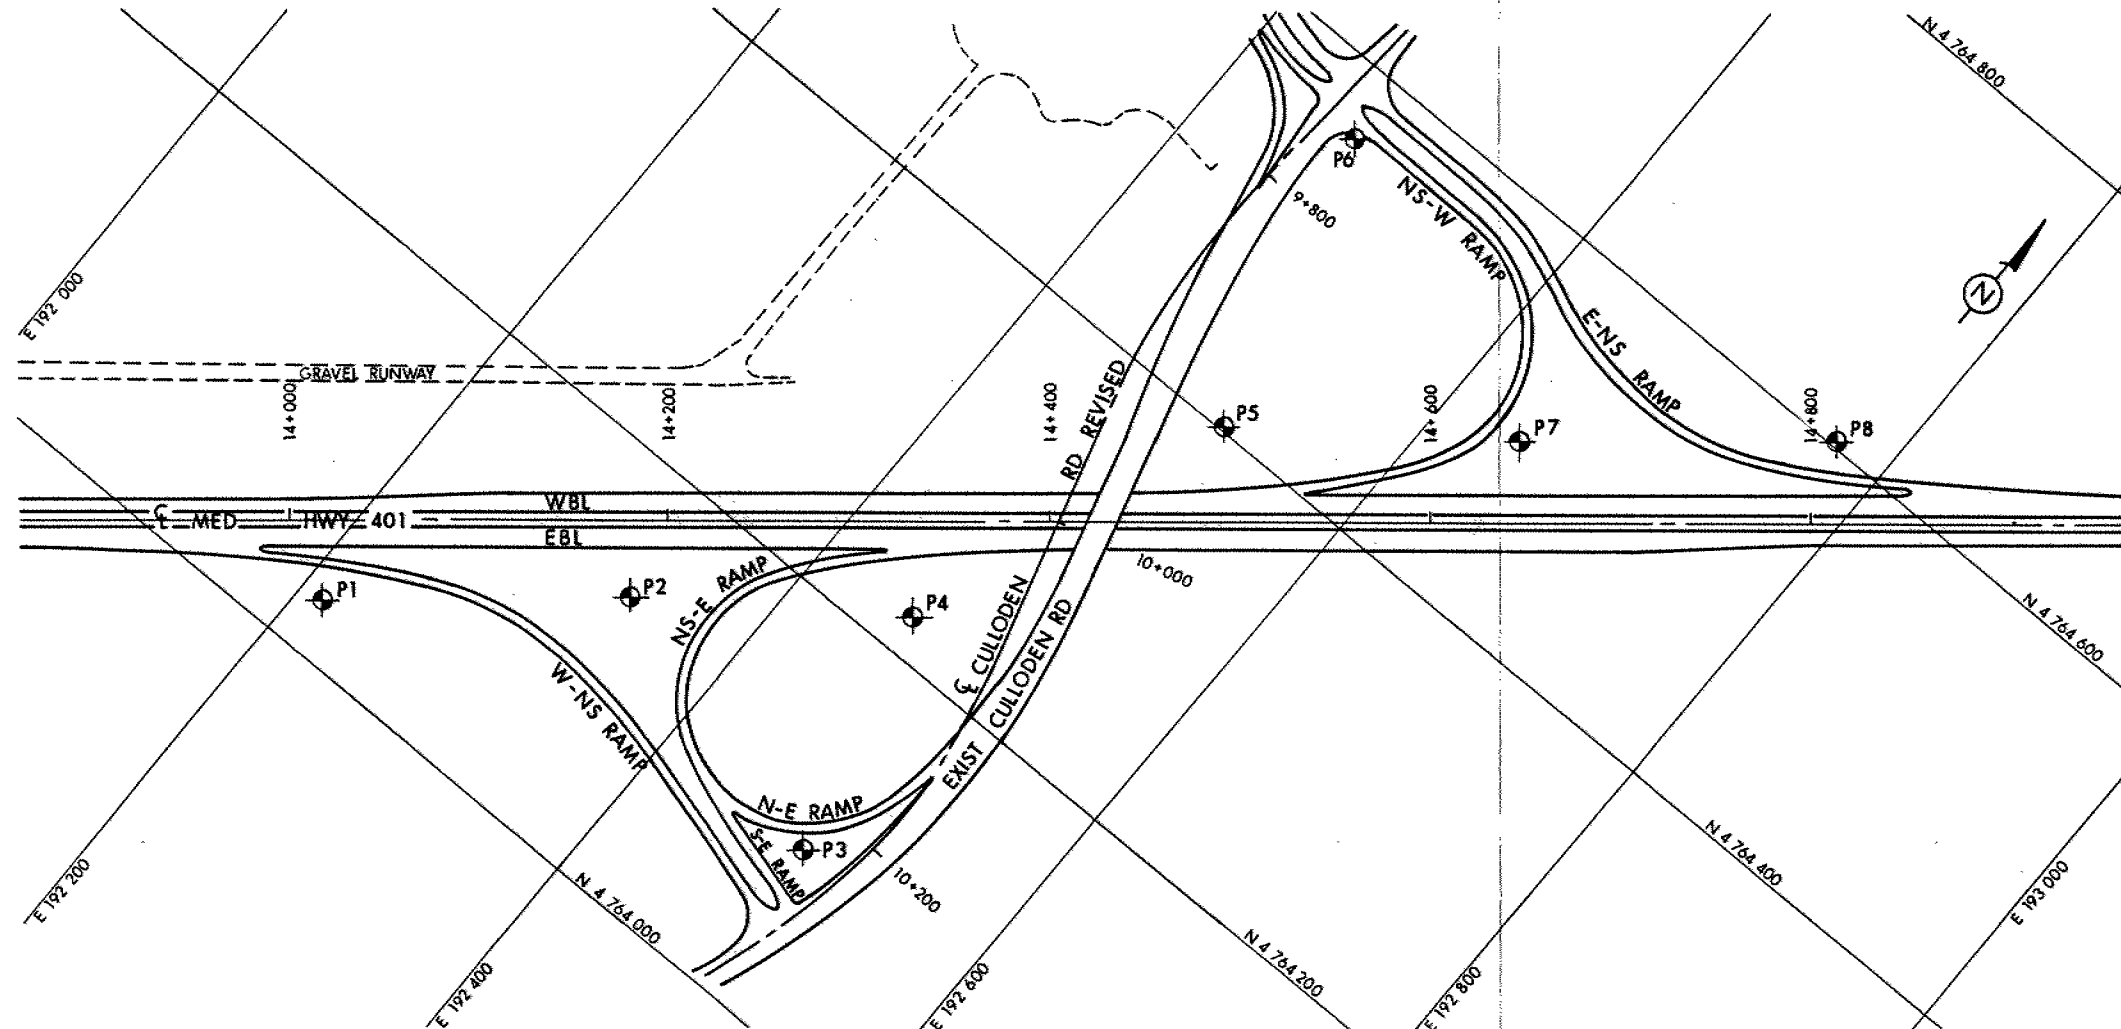 N 4 764 800
P6
9+800
NS-W RAMP
N
E 192 000
E-NS RAMP
GRAVEL RUNWAY
14+000
14+200
14+400
RD REVISED
P5
14+600
P7
14+800
P8
WBL
℄ MED HWY 401
EBL
10+000
P1
P2
NS-E RAMP
P4
℄ CULLODEN
EXIST CULLODEN RD
N 4 764 600
W-NS RAMP
N-E RAMP
S-E RAMP
P3
10+200
E 192 200
N 4 764 000
N 4 764 400
E 193 000
N 4 764 200
E 192 400
E 192 600
E 192 800